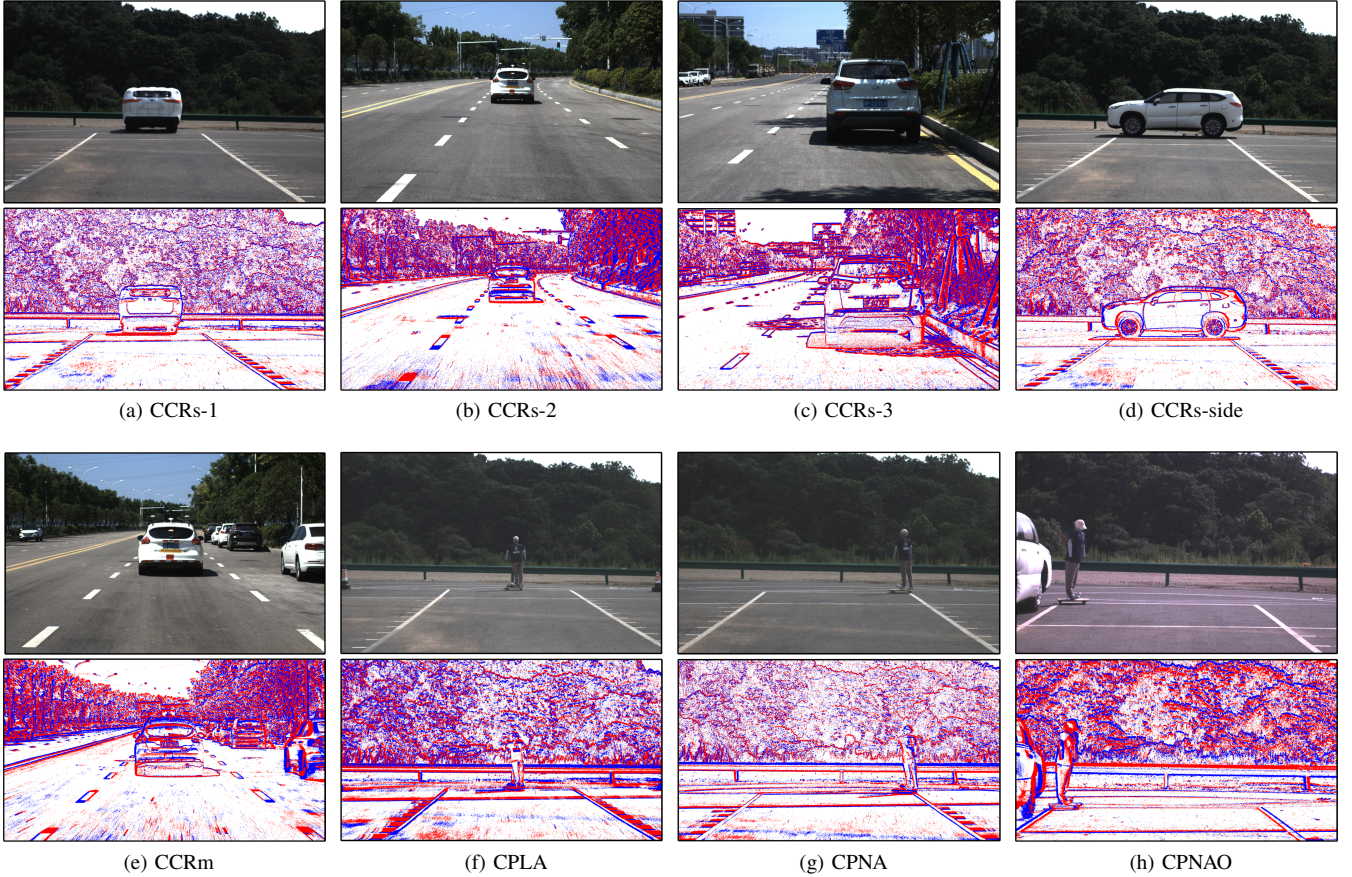 (a) CCRs-1
(b) CCRs-2
(c) CCRs-3
(d) CCRs-side
(e) CCRm
(f) CPLA
(g) CPNA
(h) CPNAO